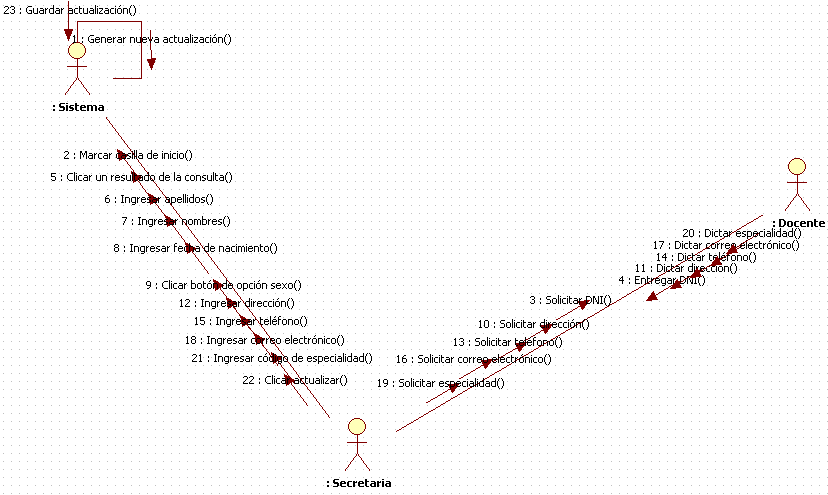 23 : Guardar actualización()
1 : Generar nueva actualización()
: Sistema
2 : Marcar casilla de inicio()
5 : Clicar un resultado de la consulta()
6 : Ingresar apellidos()
7 : Ingresar nombres()
8 : Ingresar fecha de nacimiento()
9 : Clicar botón de opción sexo()
12 : Ingresar dirección()
15 : Ingresar teléfono()
18 : Ingresar correo electrónico()
21 : Ingresar código de especialidad()
22 : Clicar actualizar()
: Docente
20 : Dictar especialidad()
17 : Dictar correo electrónico()
14 : Dictar teléfono()
11 : Dictar dirección()
4 : Entregar DNI()
3 : Solicitar DNI()
10 : Solicitar dirección()
13 : Solicitar teléfono()
16 : Solicitar correo electrónico()
19 : Solicitar especialidad()
: Secretaria